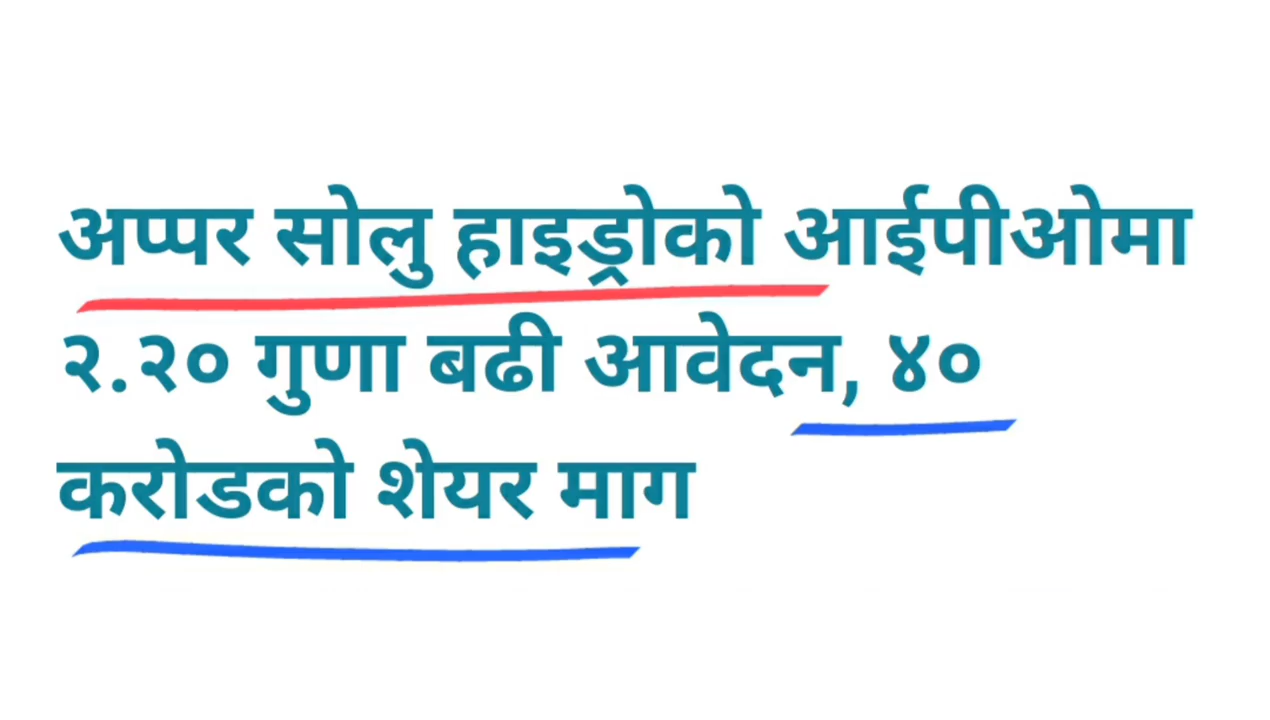 अप्पर सोलु हाइड्रोको आईपीओमा
२.२० गुणा बढी आवेदन, ४०
करोडको शेयर माग